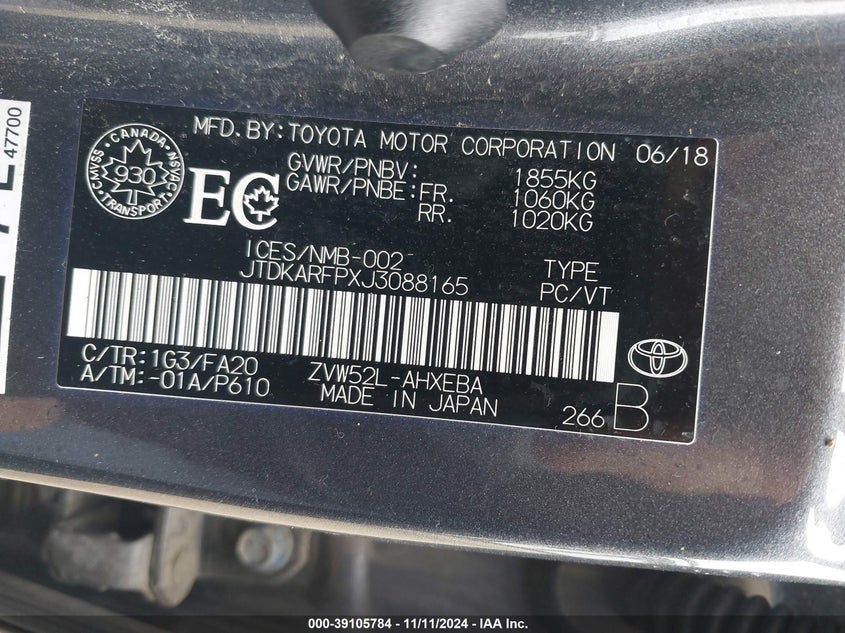 47700
MFD.BY:TOYOTA MOTOR CORPORATION 06/18
CANADA
CMVSS 930 NSVAC
TRANSPORT
EC
GVWR/PNBV: 1855KG
GAWR/PNBE:FR. 1060KG
RR. 1020KG
ICES/NMB-002
JTDKARFPXJ3088165
TYPE
PC/VT
C/TR:1G3/FA20
A/TM:-01A/P610
ZVW52L-AHXEBA
MADE IN JAPAN
266 B
000-39105784 - 11/11/2024 - IAA Inc.